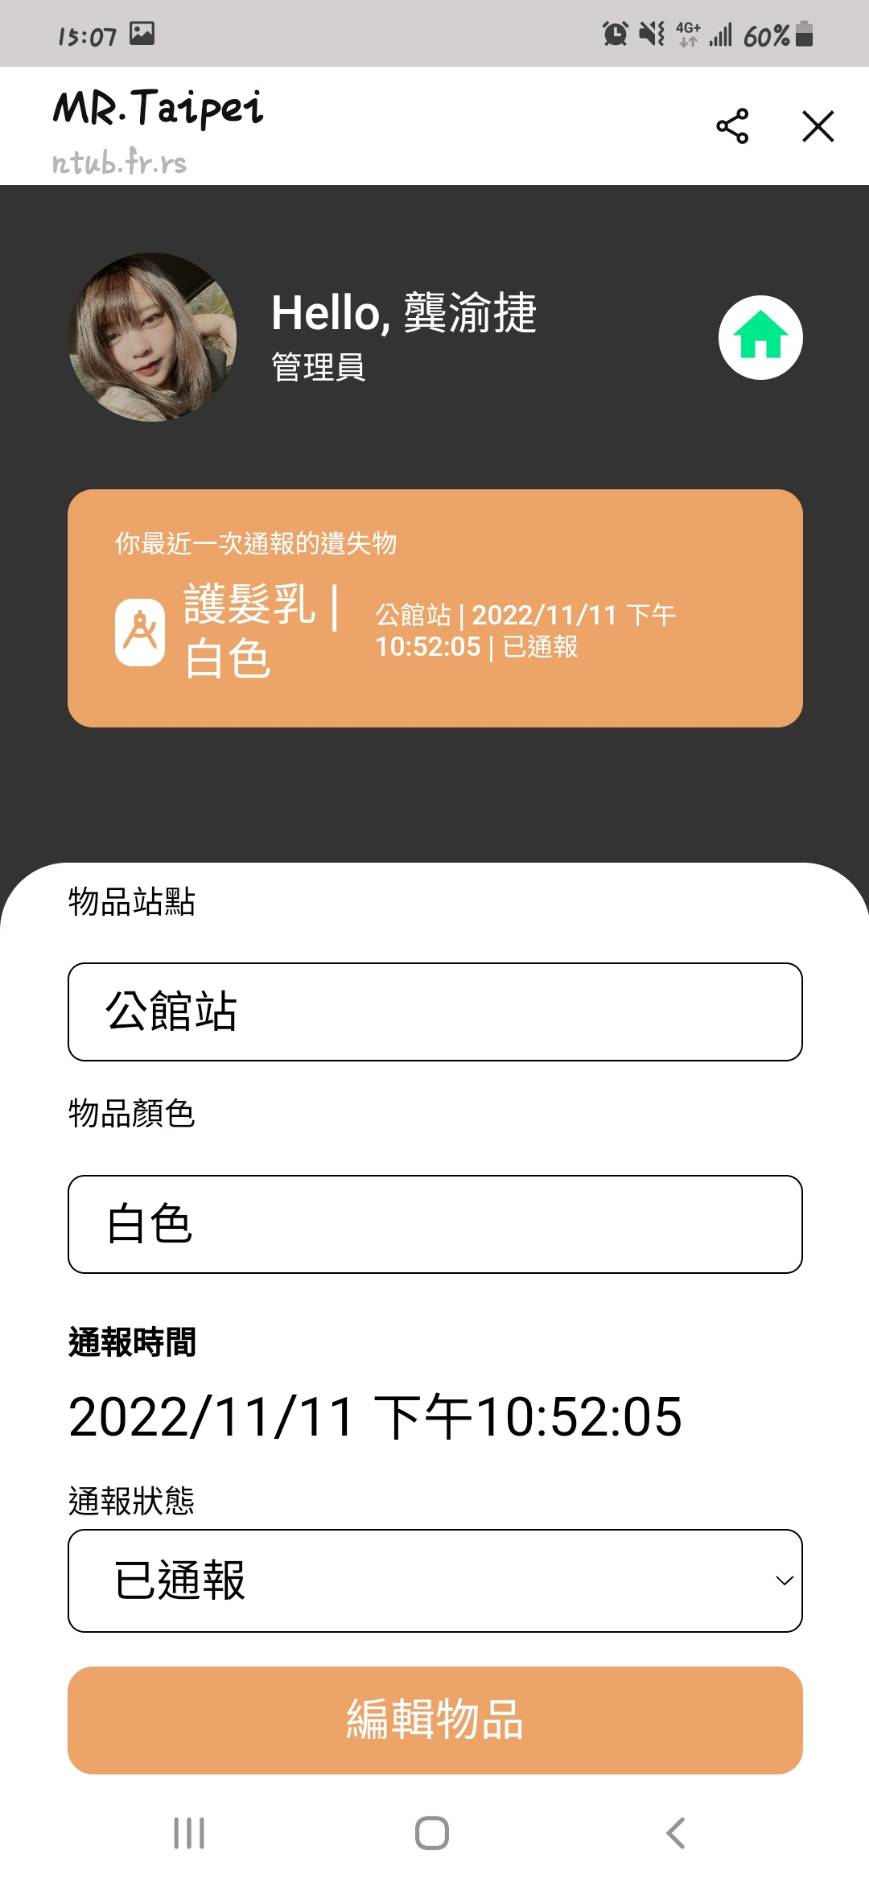 15:07
4G+
60%
MR.Taipei
ntub.fr.rs
Hello, 龔渝捷
管理員
你最近一次通報的遺失物
護髮乳 |
白色
公館站 | 2022/11/11 下午
10:52:05 | 已通報
物品站點
公館站
物品顏色
白色
通報時間
2022/11/11 下午10:52:05
通報狀態
已通報
編輯物品